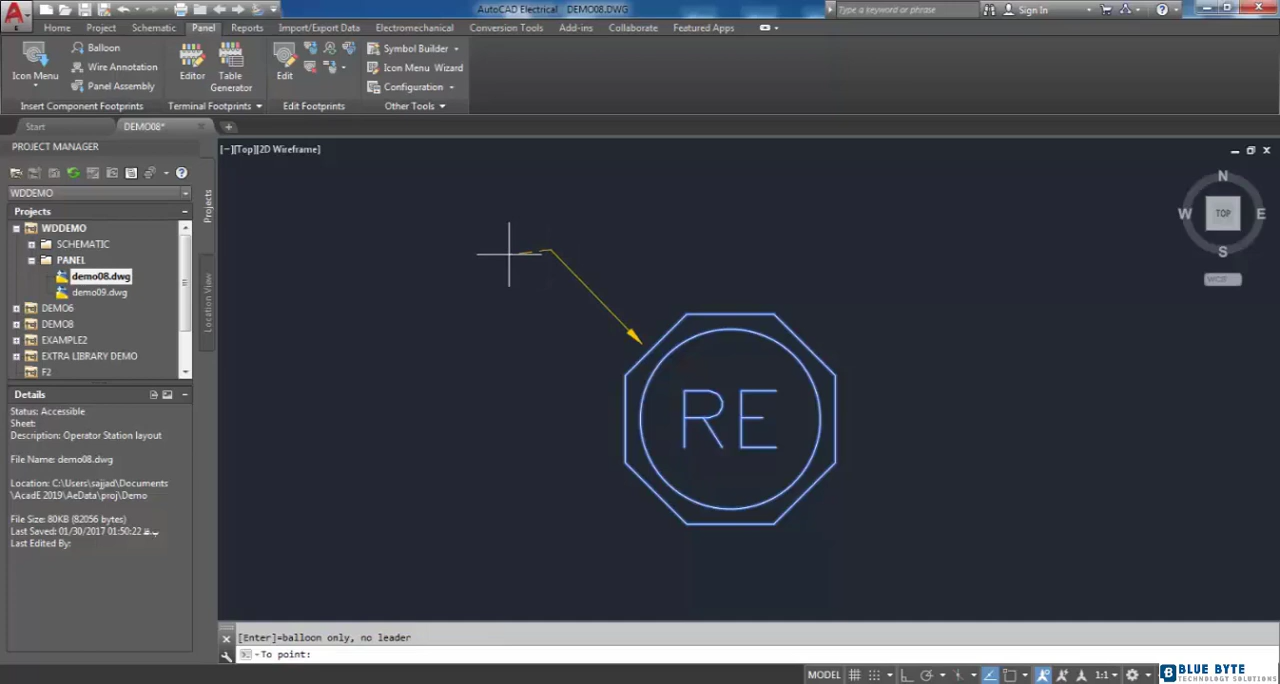 AutoCAD Electrical DEMO08.DWG
Type a keyword or phrase
Sign In
Home Project Schematic Panel Reports Import/Export Data Electromechanical Conversion Tools Add-ins Collaborate Featured Apps
Icon Menu
Balloon
Wire Annotation
Panel Assembly
Insert Component Footprints
Editor
Table Generator
Terminal Footprints
Edit
Edit Footprints
Symbol Builder
Icon Menu Wizard
Configuration
Other Tools
Start DEMO08*
PROJECT MANAGER
WDDEMO
Projects
WDDEMO
SCHEMATIC
PANEL
demo08.dwg
demo09.dwg
DEMO6
DEMO8
EXAMPLE2
EXTRA LIBRARY DEMO
F2
Projects
Location View
Details
Status: Accessible
Sheet:
Description: Operator Station layout
File Name: demo08.dwg
Location: C:\Users\sajjad\Documents
\AcadE 2019\AeData\proj\Demo
File Size: 80KB (82056 bytes)
Last Saved: 01/30/2017 01:50:22
Last Edited By:
[−][Top][2D Wireframe]
N
W TOP E
S
WCS
RE
[Enter]=balloon only, no leader
-To point:
MODEL 1:1
BLUE BYTE
TECHNOLOGY SOLUTIONS